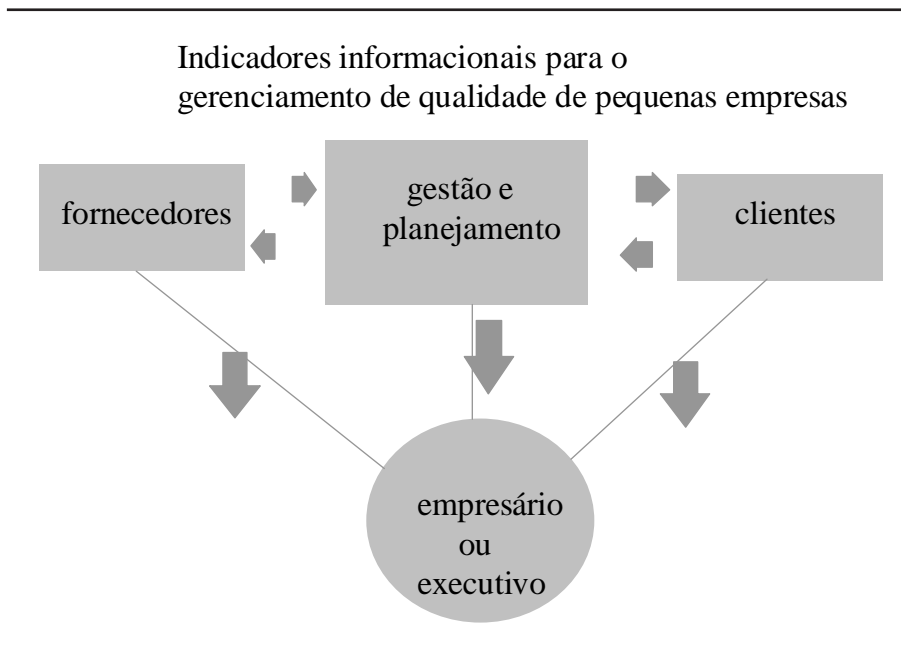 Indicadores informacionais para o
gerenciamento de qualidade de pequenas empresas
fornecedores
gestão e
planejamento
clientes
empresário
ou
executivo